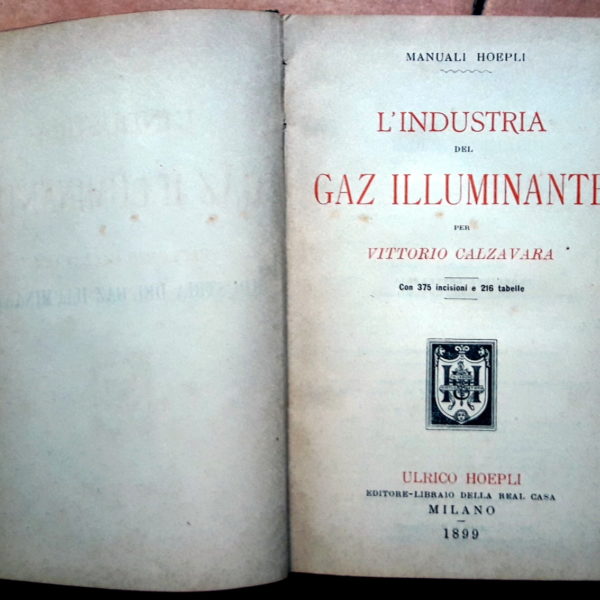 MANUALI HOEPLI
L'INDUSTRIA
DEL
GAZ ILLUMINANTE
PER
VITTORIO CALZAVARA
Con 375 incisioni e 216 tabelle
ULRICO HOEPLI
EDITORE-LIBRAIO DELLA REAL CASA
MILANO
1899